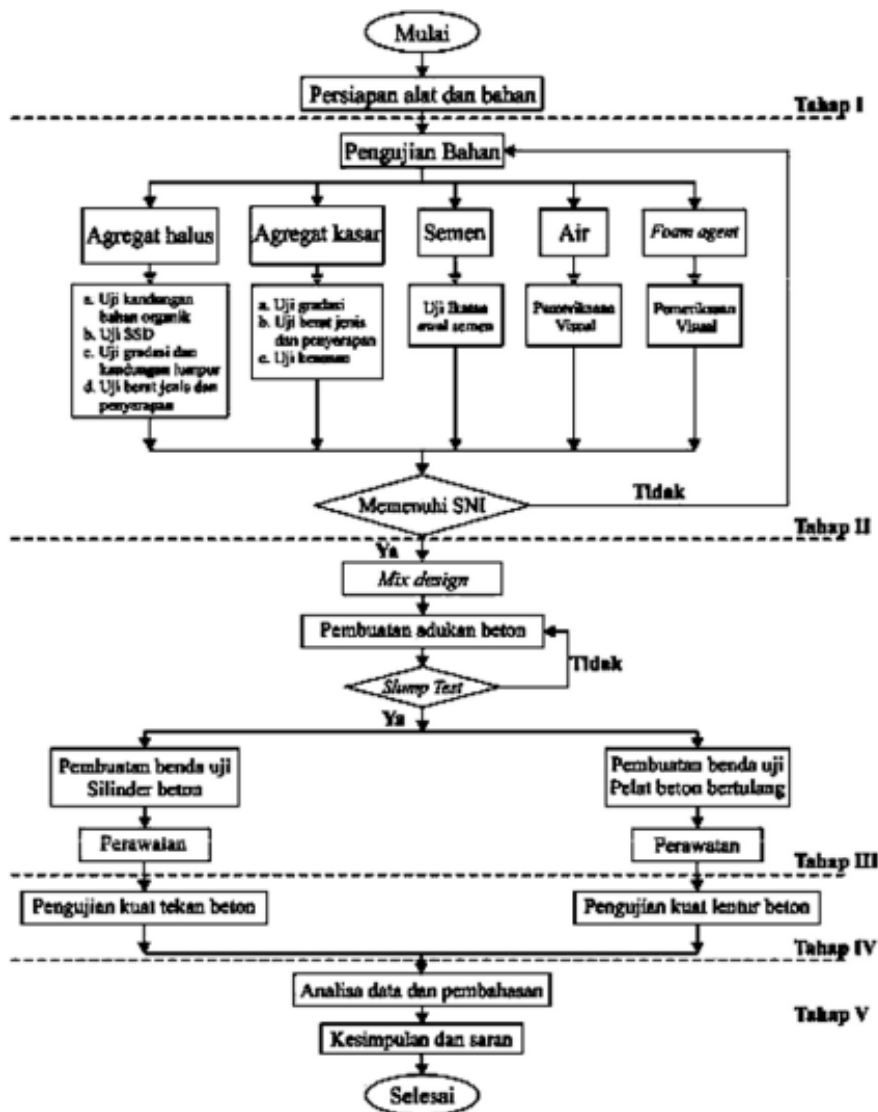 Mulai
Persiapan alat dan bahan
Tahap I
Pengujian Bahan
Agregat halus
Agregat kasar
Semen
Air
Foam agent
a. Uji kandungan
bahan organik
b. Uji SSD
c. Uji gradasi dan
kandungan lumpur
d. Uji berat jenis dan
penyerapan
a. Uji gradasi
b. Uji berat jenis
dan penyerapan
c. Uji keausan
Uji Ikatan
awal semen
Pemeriksaan
Visual
Pemeriksaan
Visual
Memenuhi SNI
Tidak
Tahap II
Ya
Mix design
Pembuatan adukan beton
Tidak
Slump Test
Ya
Pembuatan benda uji
Silinder beton
Pembuatan benda uji
Pelat beton bertulang
Perawatan
Perawatan
Tahap III
Pengujian kuat tekan beton
Pengujian kuat lentur beton
Tahap IV
Analisa data dan pembahasan
Tahap V
Kesimpulan dan saran
Selesai